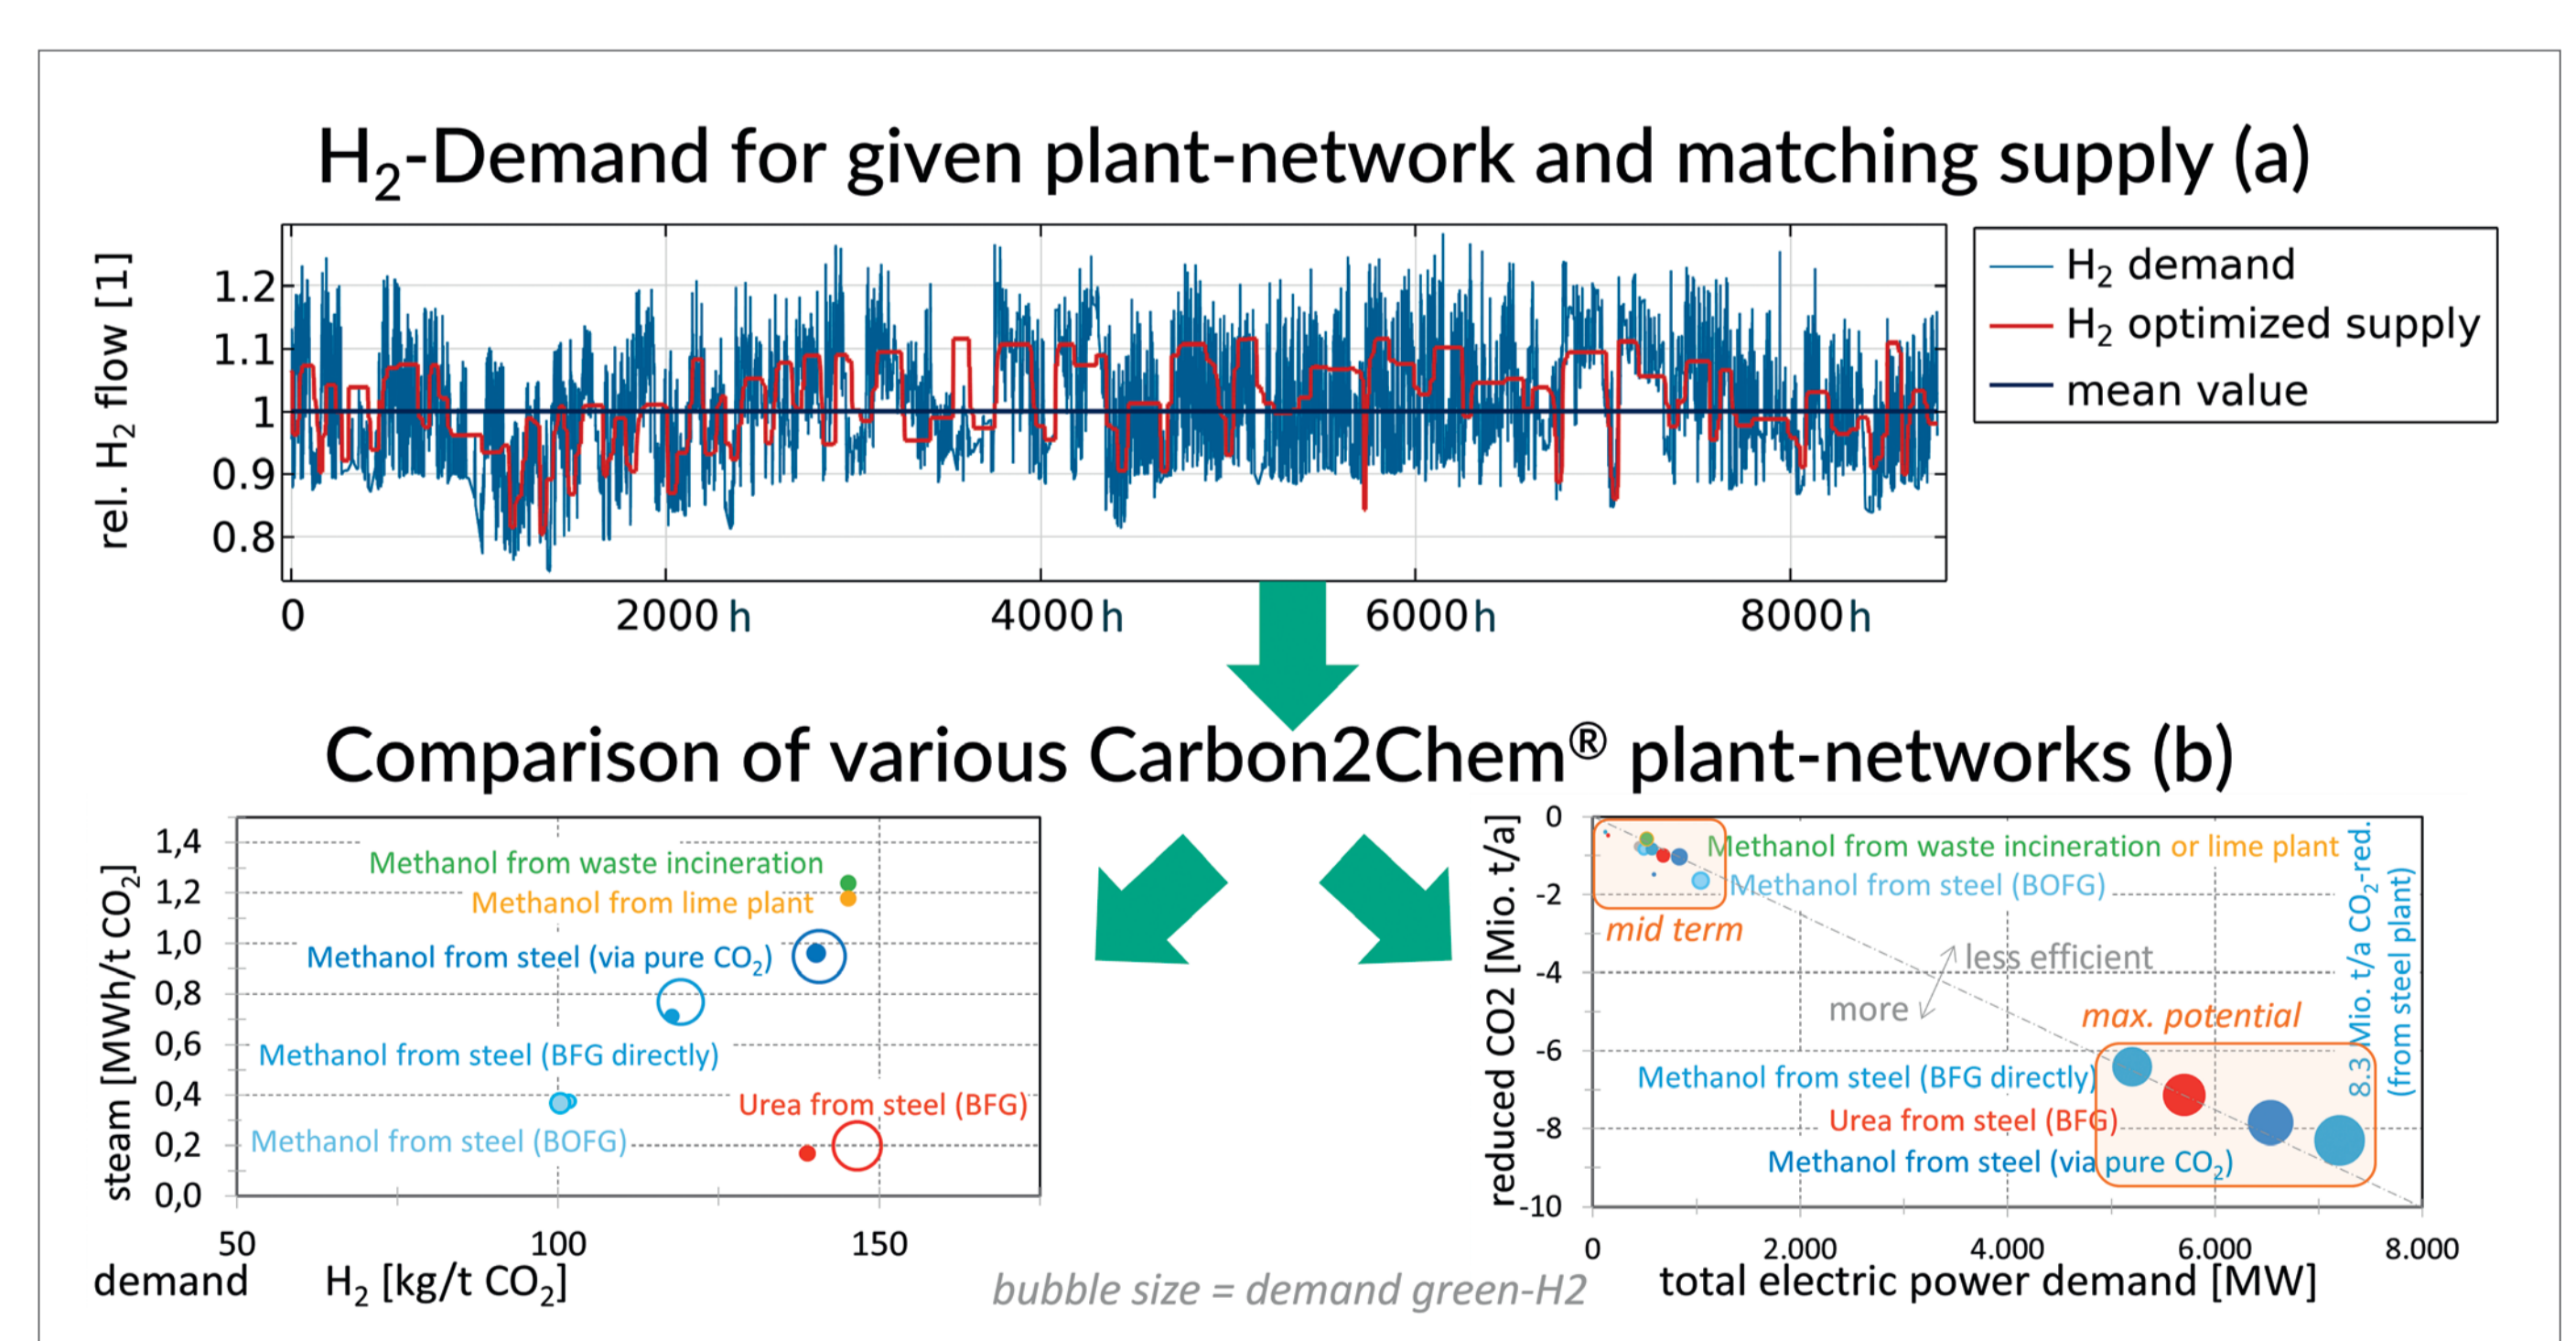 H₂-Demand for given plant-network and matching supply (a)
rel. H₂ flow [1]
1.2
1.1
1
0.9
0.8
0
2000 h
4000 h
6000 h
8000 h
H₂ demand
H₂ optimized supply
mean value
Comparison of various Carbon2Chem® plant-networks (b)
steam [MWh/t CO₂]
1,4
1,2
1,0
0,8
0,6
0,4
0,2
0,0
Methanol from waste incineration
Methanol from lime plant
Methanol from steel (via pure CO₂)
Methanol from steel (BFG directly)
Urea from steel (BFG)
Methanol from steel (BOFG)
50
100
150
demand H₂ [kg/t CO₂]
bubble size = demand green-H2
reduced CO2 [Mio. t/a]
0
-2
-4
-6
-8
-10
Methanol from waste incineration or lime plant
Methanol from steel (BOFG)
mid term
less efficient
more
max. potential
Methanol from steel (BFG directly)
Urea from steel (BFG)
Methanol from steel (via pure CO₂)
8.3 Mio. t/a CO₂-red.
(from steel plant)
0
2.000
4.000
6.000
8.000
total electric power demand [MW]